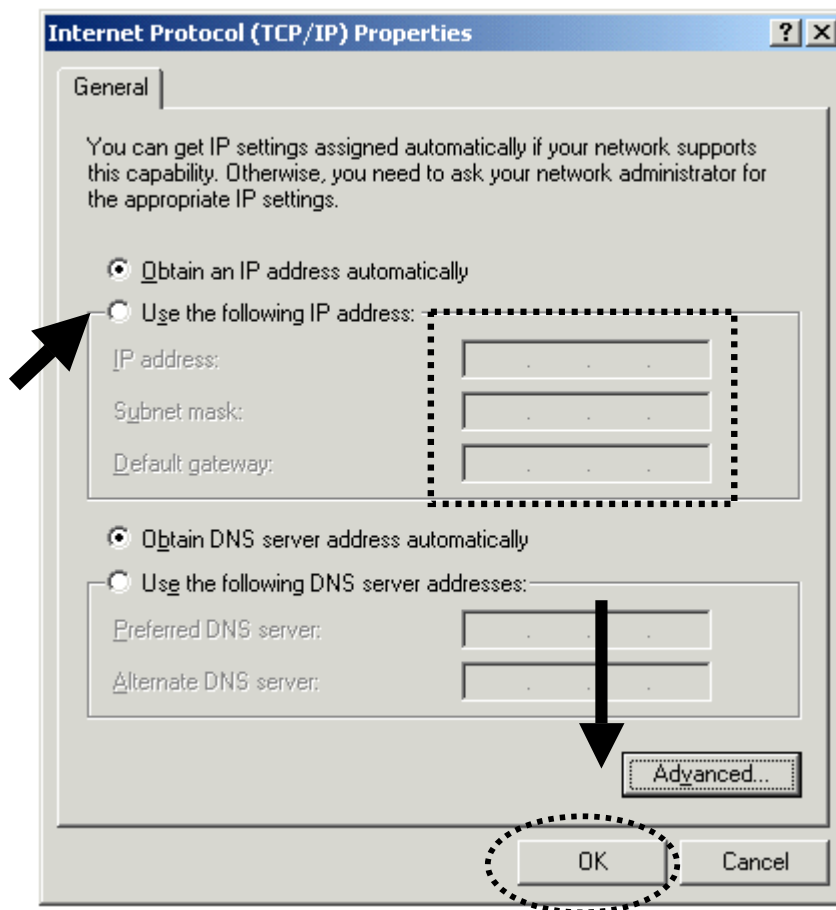 Internet Protocol (TCP/IP) Properties
General
You can get IP settings assigned automatically if your network supports
this capability. Otherwise, you need to ask your network administrator for
the appropriate IP settings.
Obtain an IP address automatically
Use the following IP address:
IP address:
Subnet mask:
Default gateway:
Obtain DNS server address automatically
Use the following DNS server addresses:
Preferred DNS server:
Alternate DNS server:
Advanced...
OK Cancel